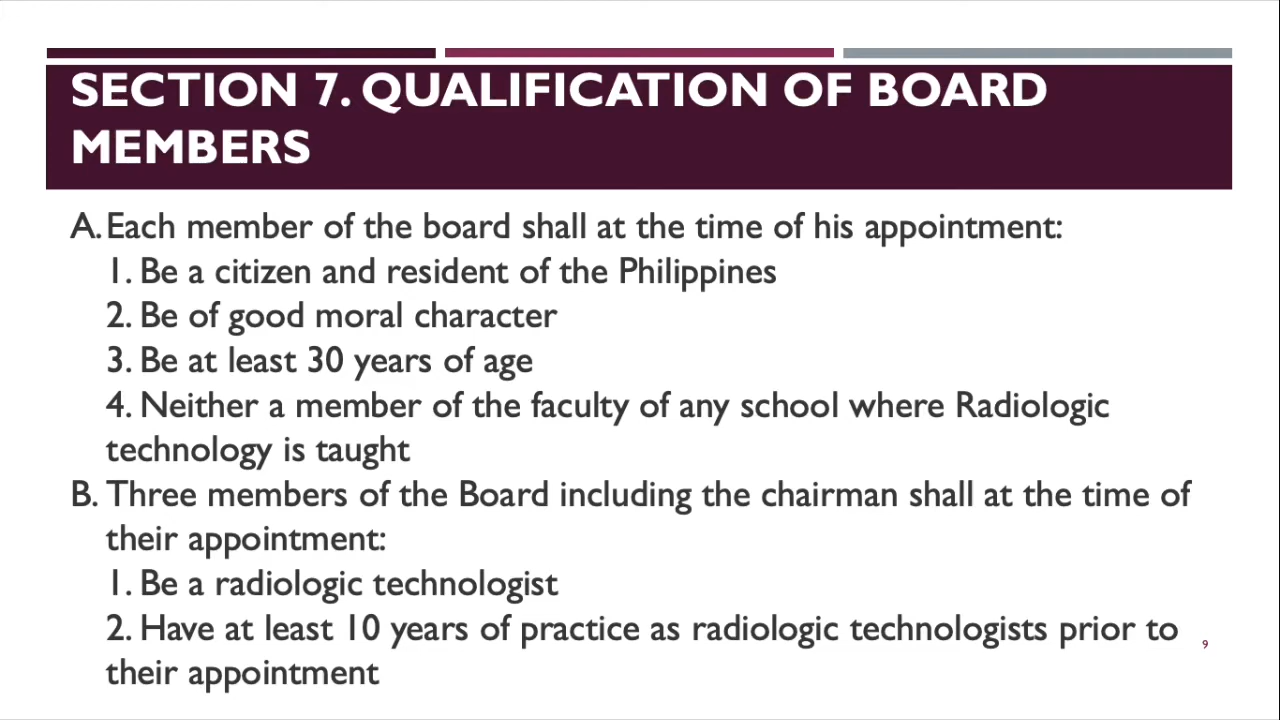 SECTION 7. QUALIFICATION OF BOARD
MEMBERS
A. Each member of the board shall at the time of his appointment:
1. Be a citizen and resident of the Philippines
2. Be of good moral character
3. Be at least 30 years of age
4. Neither a member of the faculty of any school where Radiologic
technology is taught
B. Three members of the Board including the chairman shall at the time of
their appointment:
1. Be a radiologic technologist
2. Have at least 10 years of practice as radiologic technologists prior to
their appointment
9